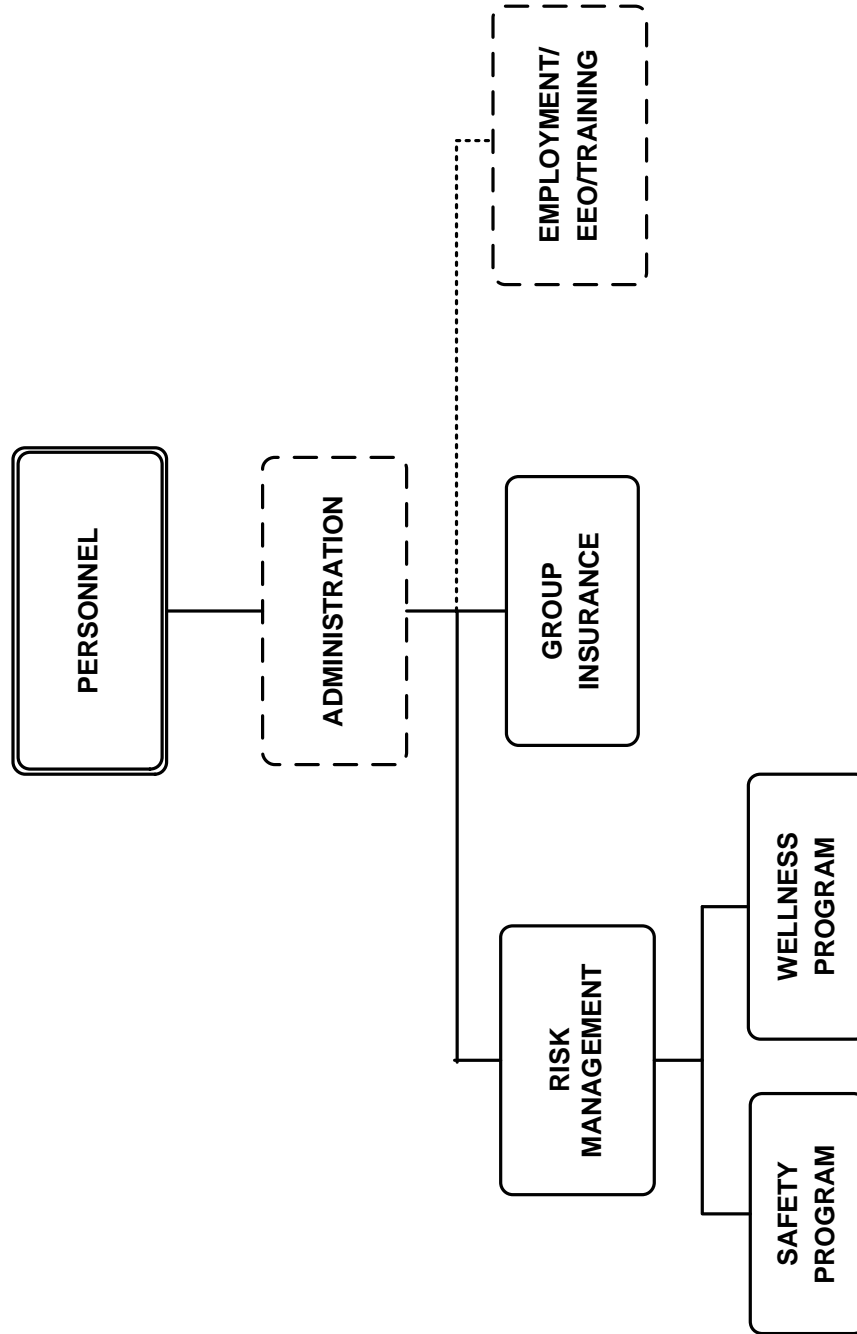 PERSONNEL
ADMINISTRATION
RISK
MANAGEMENT
GROUP
INSURANCE
EMPLOYMENT/
EEO/TRAINING
SAFETY
PROGRAM
WELLNESS
PROGRAM